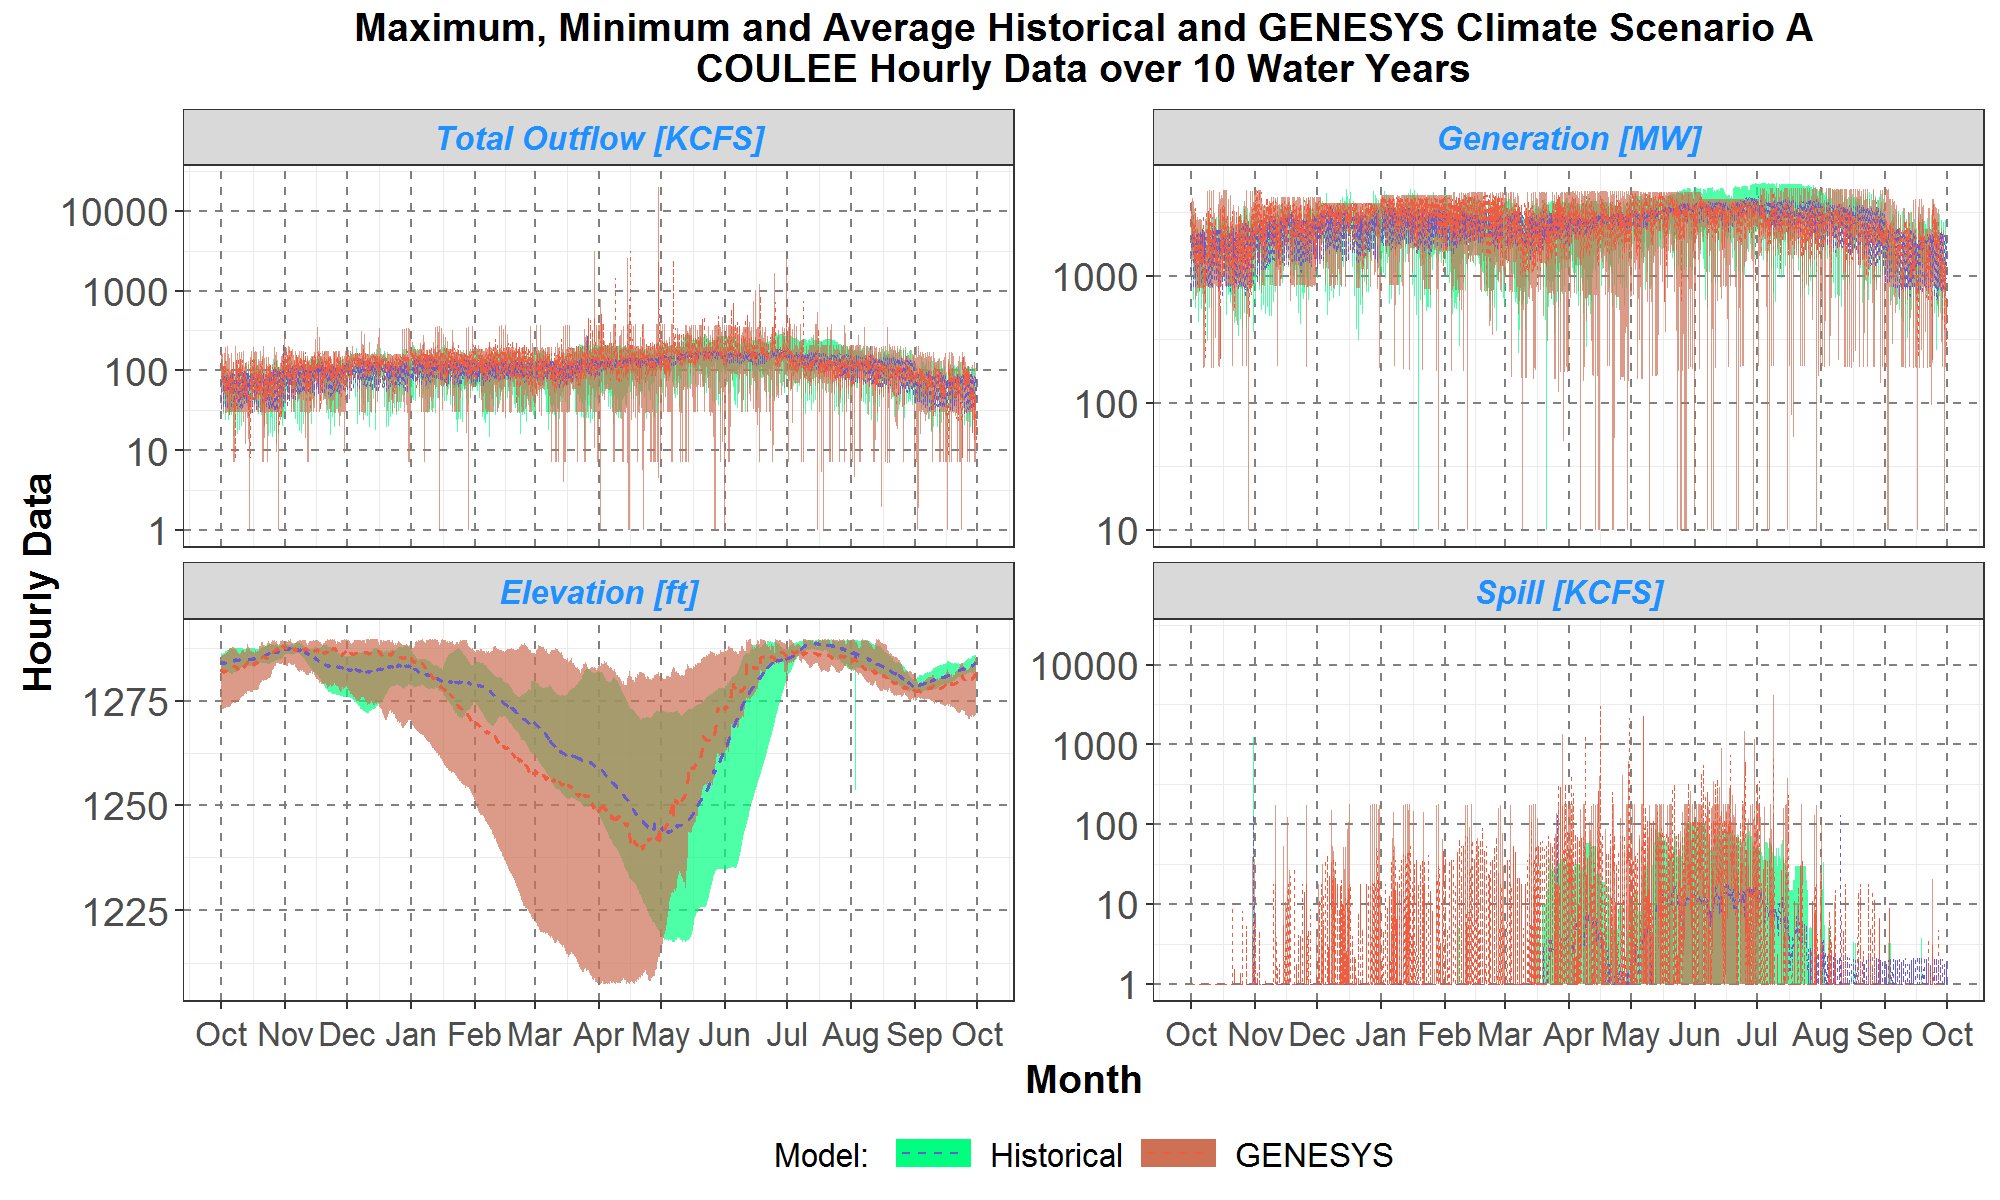 Maximum, Minimum and Average Historical and GENESYS Climate Scenario A
COULEE Hourly Data over 10 Water Years
Total Outflow [KCFS]
10000
1000
100
10
1
Generation [MW]
1000
100
10
Hourly Data
Elevation [ft]
1275
1250
1225
Oct Nov Dec Jan Feb Mar Apr May Jun Jul Aug Sep Oct
Spill [KCFS]
10000
1000
100
10
1
Oct Nov Dec Jan Feb Mar Apr May Jun Jul Aug Sep Oct
Month
Model: Historical GENESYS